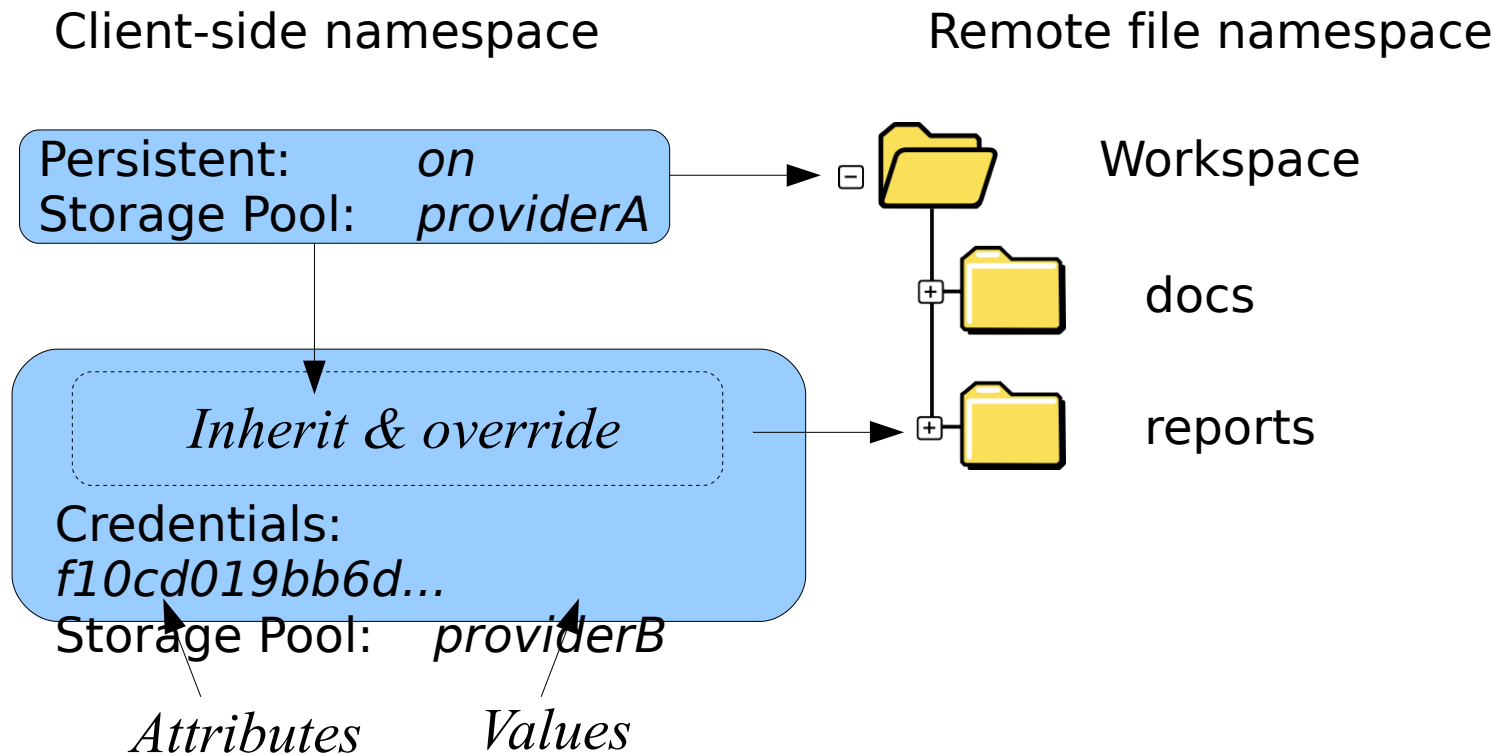 Client-side namespace
Remote file namespace
Persistent: on
Storage Pool: providerA
Workspace
docs
Inherit & override
reports
Credentials:
f10cd019bb6d...
Storage Pool: providerB
Attributes
Values